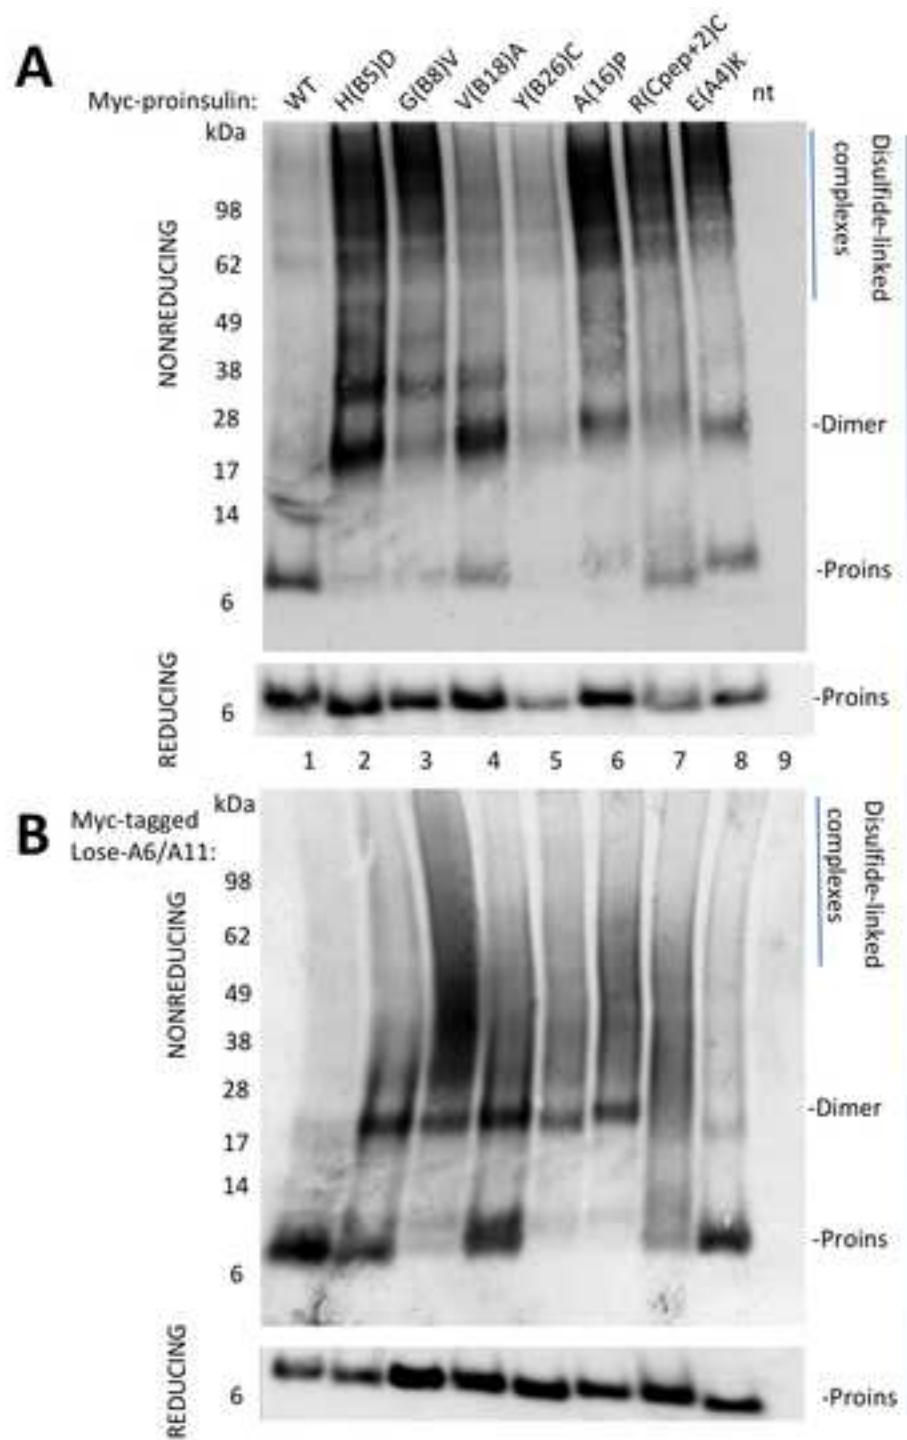 A
Myc-proinsulin:
WT
H(B5)D
G(B8)V
V(B18)A
Y(B26)C
A(16)P
R(Cpep+2)C
E(A4)K
nt
kDa
98
62
49
38
28
17
14
6
NONREDUCING
Disulfide-linked
complexes
-Dimer
-Proins
REDUCING
6
-Proins
1 2 3 4 5 6 7 8 9
B
Myc-tagged
Lose-A6/A11:
kDa
98
62
49
38
28
17
14
6
NONREDUCING
Disulfide-linked
complexes
-Dimer
-Proins
REDUCING
6
-Proins